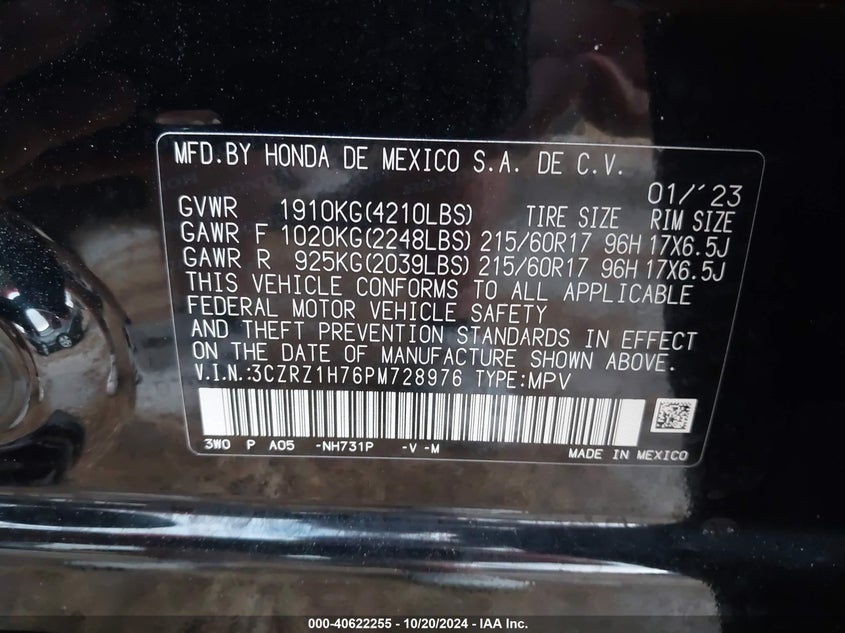 MFD.BY HONDA DE MEXICO S.A. DE C.V.
01/'23
GVWR 1910KG(4210LBS) TIRE SIZE RIM SIZE
GAWR F 1020KG(2248LBS) 215/60R17 96H 17X6.5J
GAWR R 925KG(2039LBS) 215/60R17 96H 17X6.5J
THIS VEHICLE CONFORMS TO ALL APPLICABLE
FEDERAL MOTOR VEHICLE SAFETY
AND THEFT PREVENTION STANDARDS IN EFFECT
ON THE DATE OF MANUFACTURE SHOWN ABOVE.
V.I.N.:3CZRZ1H76PM728976 TYPE:MPV
3W0 P A05 -NH731P -V -M
MADE IN MEXICO
000-40622255 - 10/20/2024 - IAA Inc.